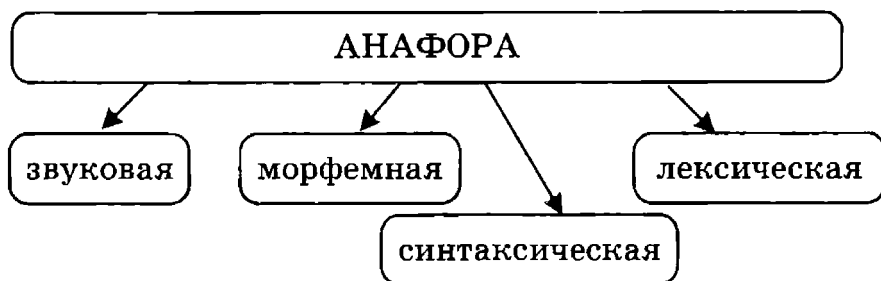 АНАФОРА
звуковая
морфемная
лексическая
синтаксическая